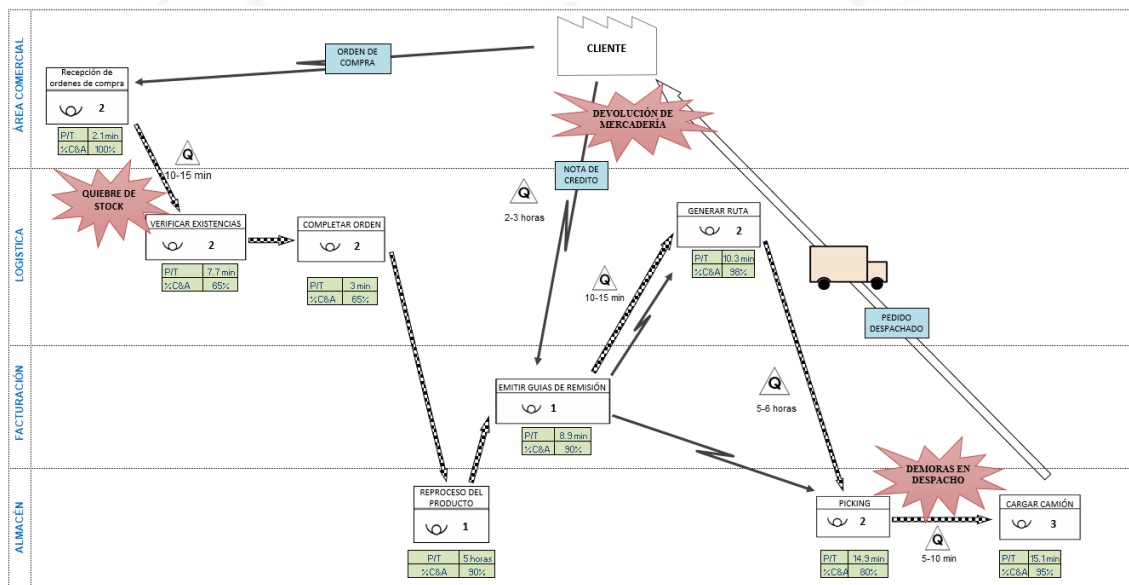 ÁREA COMERCIAL
CLIENTE
ORDEN DE
COMPRA
Recepción de
ordenes de compra
2
P/T 2.1 min
%C&A 100%
Q
10-15 min
DEVOLUCIÓN DE
MERCADERÍA
LOGISTICA
QUIEBRE DE
STOCK
VERIFICAR EXISTENCIAS
2
P/T 7.7 min
%C&A 65%
COMPLETAR ORDEN
2
P/T 3 min
%C&A 65%
Q
2-3 horas
NOTA DE
CREDITO
GENERAR RUTA
2
P/T 10.3 min
%C&A 98%
Q
10-15 min
PEDIDO
DESPACHADO
FACTURACIÓN
EMITIR GUIAS DE REMISIÓN
1
P/T 8.9 min
%C&A 90%
Q
5-6 horas
ALMACÉN
REPROCESO DEL
PRODUCTO
1
P/T 5 horas
%C&A 90%
PICKING
2
P/T 14.9 min
%C&A 80%
DEMORAS EN
DESPACHO
Q
5-10 min
CARGAR CAMIÓN
3
P/T 15.1 min
%C&A 95%